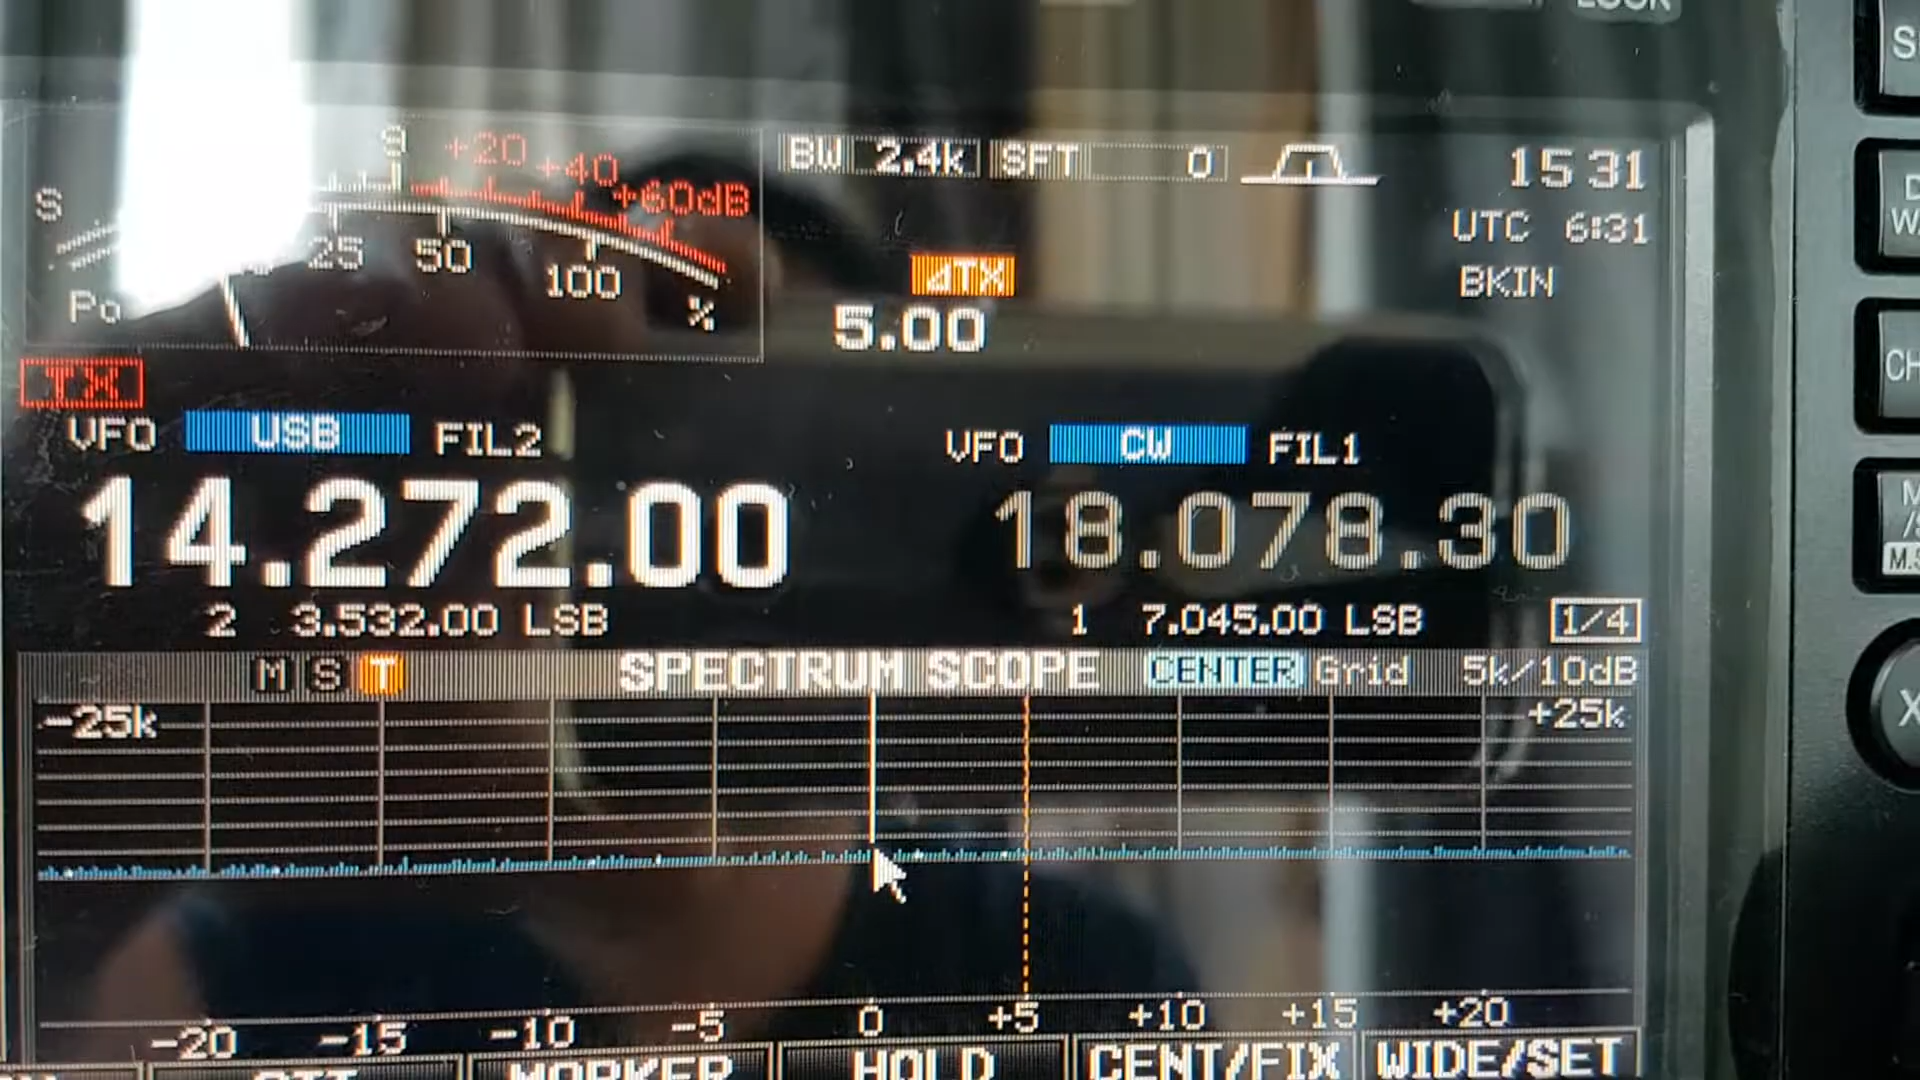 LOCK
9 +20 +40 +60dB
S
25 50 100 %
Po
BW 2.4k SFT 0
15 31
UTC 6:31
BKIN
⊿TX
5.00
TX
VFO USB FIL2
VFO CW FIL1
14.272.00
18.078.30
2 3.532.00 LSB
1 7.045.00 LSB 1/4
M S T SPECTRUM SCOPE CENTER Grid 5k/10dB
-25k +25k
-20 -15 -10 -5 0 +5 +10 +15 +20
MARKER HOLD CENT/FIX WIDE/SET